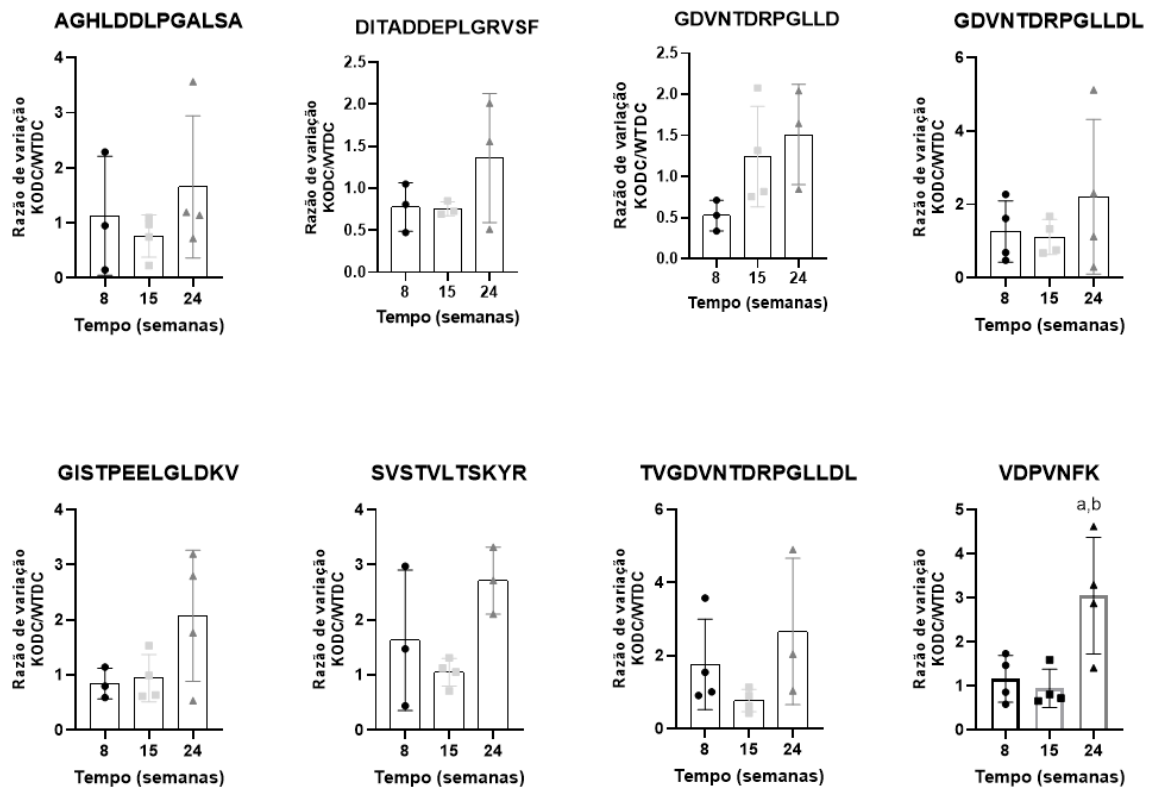 AGHLDDLPGALSA
Razão de variação
KODC/WTDC
4
3
2
1
0
8 15 24
Tempo (semanas)
DITADDEPLGRVSF
Razão de variação
KODC/WTDC
2.5
2.0
1.5
1.0
0.5
0.0
8 15 24
Tempo (semanas)
GDVNTDRPGLLD
Razão de variação
KODC/WTDC
2.5
2.0
1.5
1.0
0.5
0.0
8 15 24
Tempo (semanas)
GDVNTDRPGLLDL
Razão de variação
KODC/WTDC
6
4
2
0
8 15 24
Tempo (semanas)
GISTPEELGLDKV
Razão de variação
KODC/WTDC
4
3
2
1
0
8 15 24
Tempo (semanas)
SVSTVLTSKYR
Razão de variação
KODC/WTDC
4
3
2
1
0
8 15 24
Tempo (semanas)
TVGDVNTDRPGLLDL
Razão de variação
KODC/WTDC
6
4
2
0
8 15 24
Tempo (semanas)
VDPVNFK
Razão de variação
KODC/WTDC
5
4
3
2
1
0
a,b
8 15 24
Tempo (semanas)